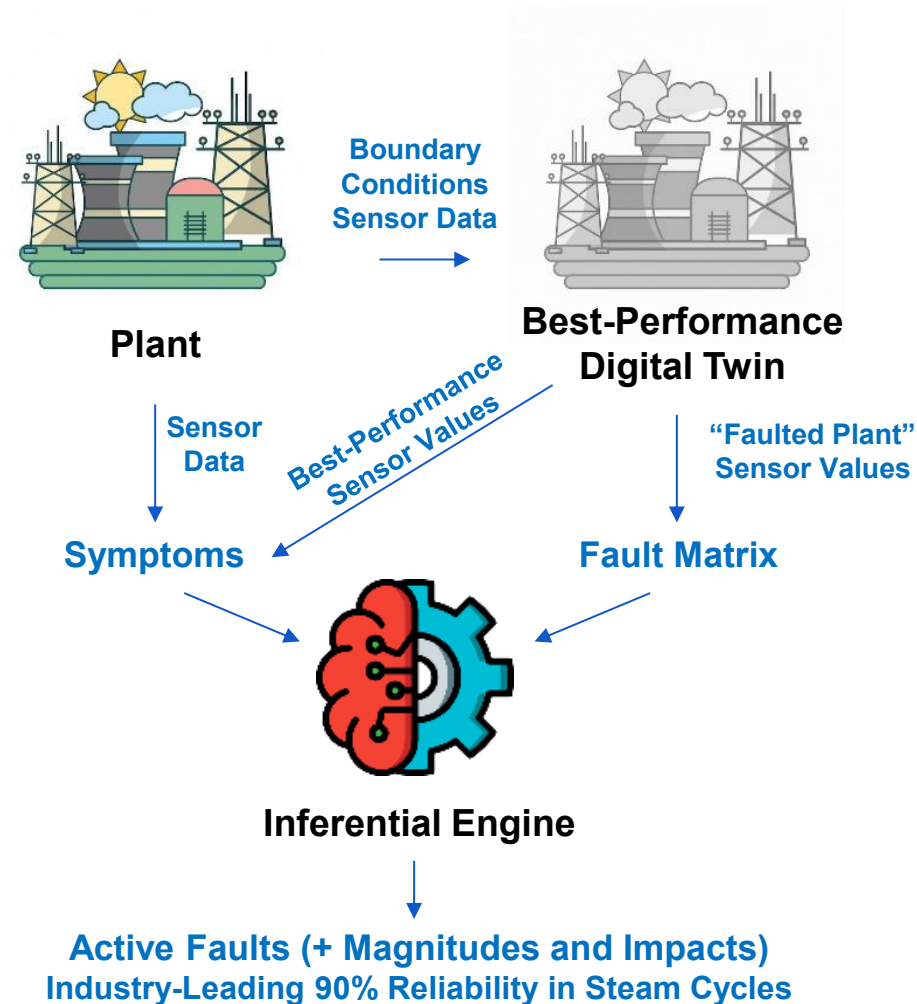 Boundary
Conditions
Sensor Data
Plant
Best-Performance
Digital Twin
Sensor
Data
Best-Performance
Sensor Values
“Faulted Plant”
Sensor Values
Symptoms
Fault Matrix
Inferential Engine
Active Faults (+ Magnitudes and Impacts)
Industry-Leading 90% Reliability in Steam Cycles